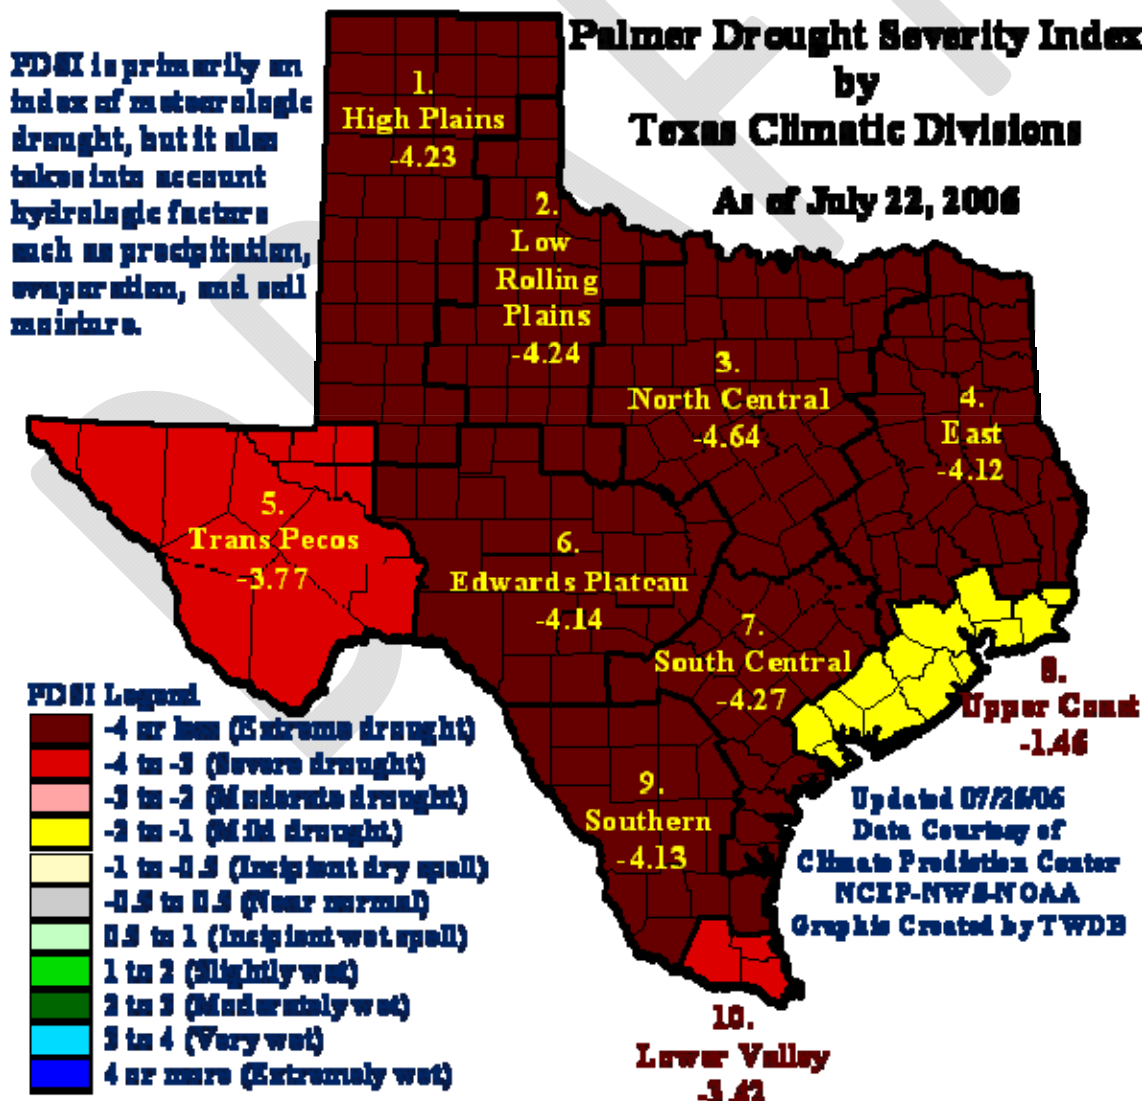 Palmer Drought Severity Index
by
Texas Climatic Divisions
As of July 22, 2006
PDSI is primarily an
index of meteorologic
drought, but it also
takes into account
hydrologic factors
such as precipitation,
evaporation, and soil
moisture.
1.
High Plains
-4.23
2.
Low
Rolling
Plains
-4.24
3.
North Central
-4.64
4.
East
-4.12
5.
Trans Pecos
-3.77
6.
Edwards Plateau
-4.14
7.
South Central
-4.27
8.
Upper Coast
-1.46
9.
Southern
-4.13
10.
Lower Valley
-3.42
PDSI Legend
-4 or less (Extreme drought)
-4 to -3 (Severe drought)
-3 to -2 (Moderate drought)
-2 to -1 (Mild drought)
-1 to -0.5 (Incipient dry spell)
-0.5 to 0.5 (Near normal)
0.5 to 1 (Incipient wet spell)
1 to 2 (Slightly wet)
2 to 3 (Moderately wet)
3 to 4 (Very wet)
4 or more (Extremely wet)
Updated 07/26/06
Data Courtesy of
Climate Prediction Center
NCEP-NWS-NOAA
Graphic Created by TWDB